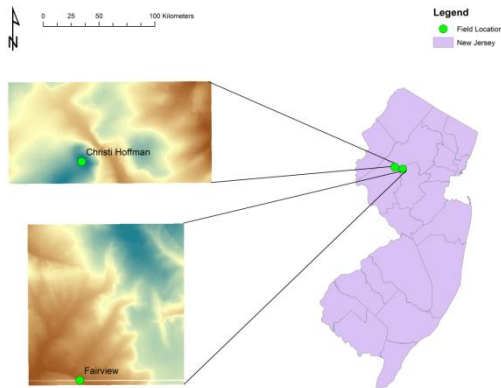 N
0 25 50 100 Kilometers
Legend
Field Location
New Jersey
Christi Hoffman
Fairview